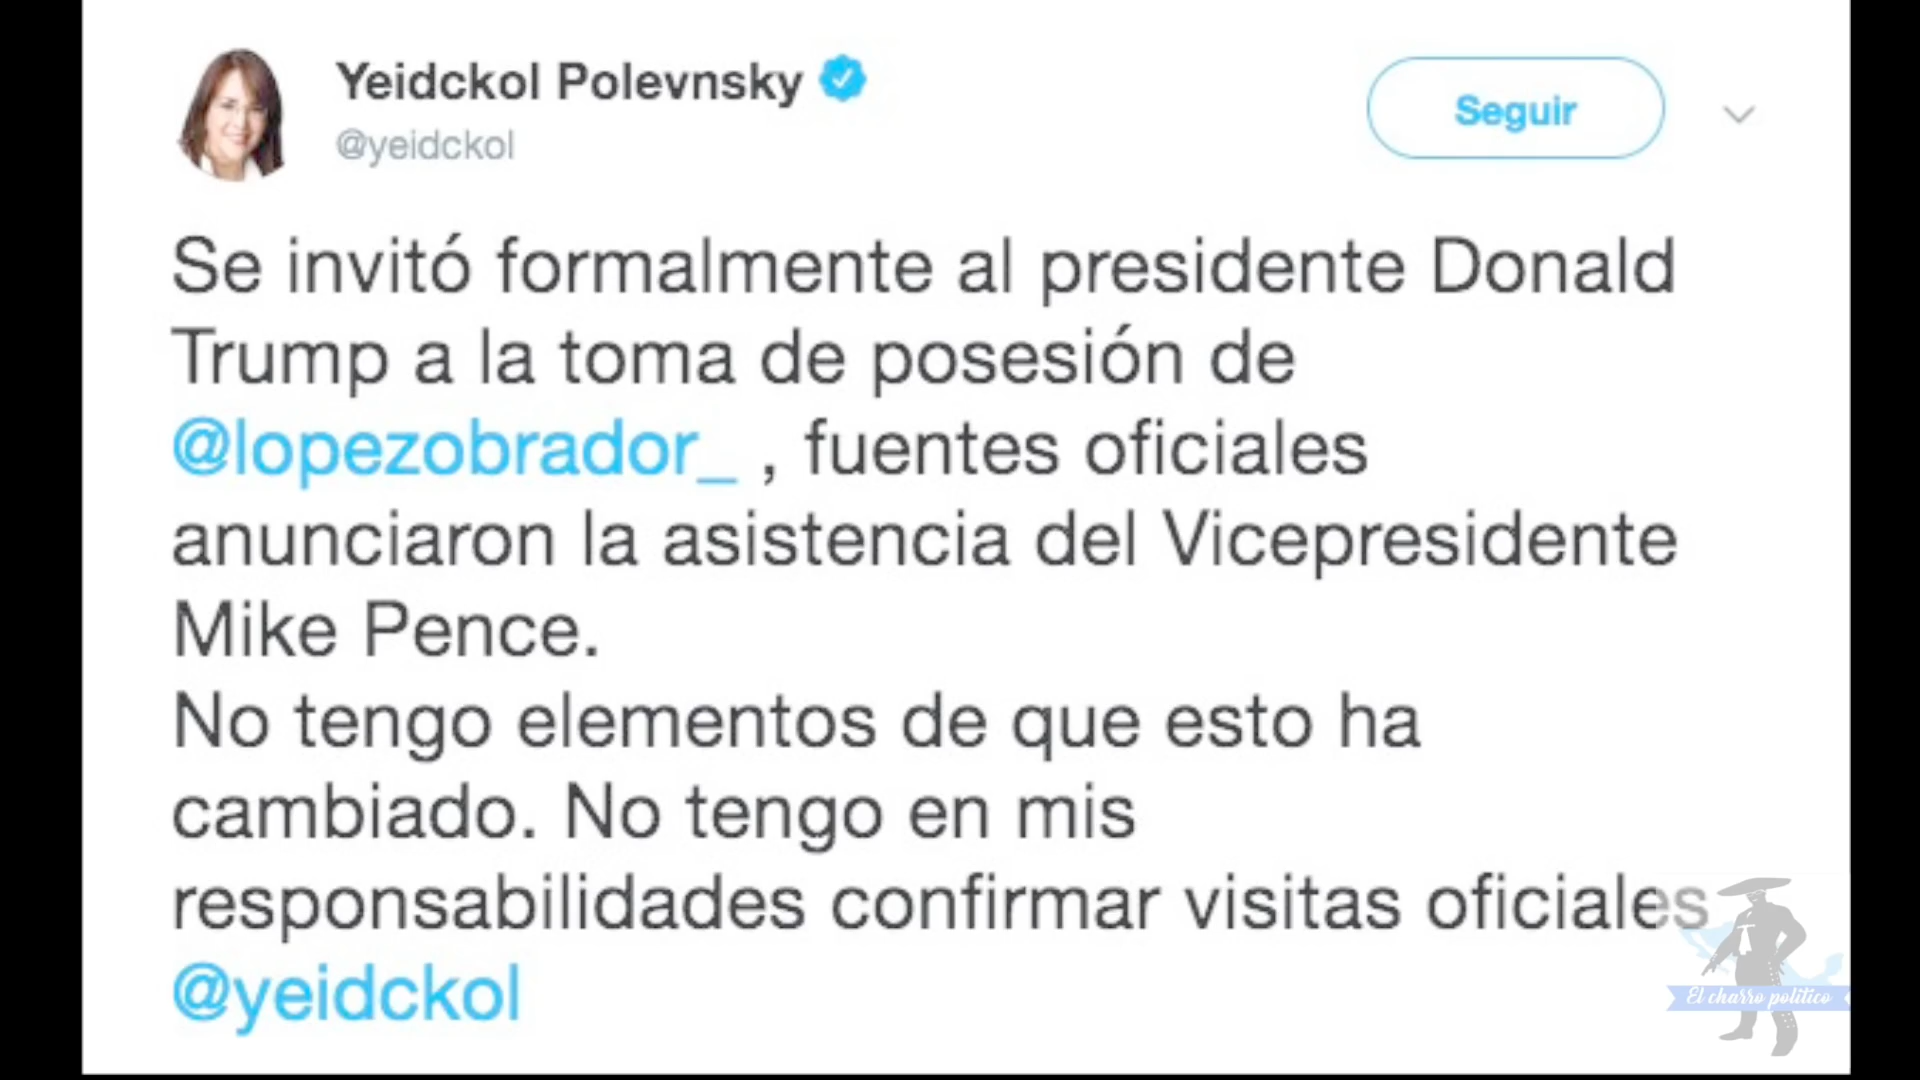 Yeidckol Polevnsky
@yeidckol
Seguir
Se invitó formalmente al presidente Donald
Trump a la toma de posesión de
@lopezobrador_ , fuentes oficiales
anunciaron la asistencia del Vicepresidente
Mike Pence.
No tengo elementos de que esto ha
cambiado. No tengo en mis
responsabilidades confirmar visitas oficiales
@yeidckol
El charro político